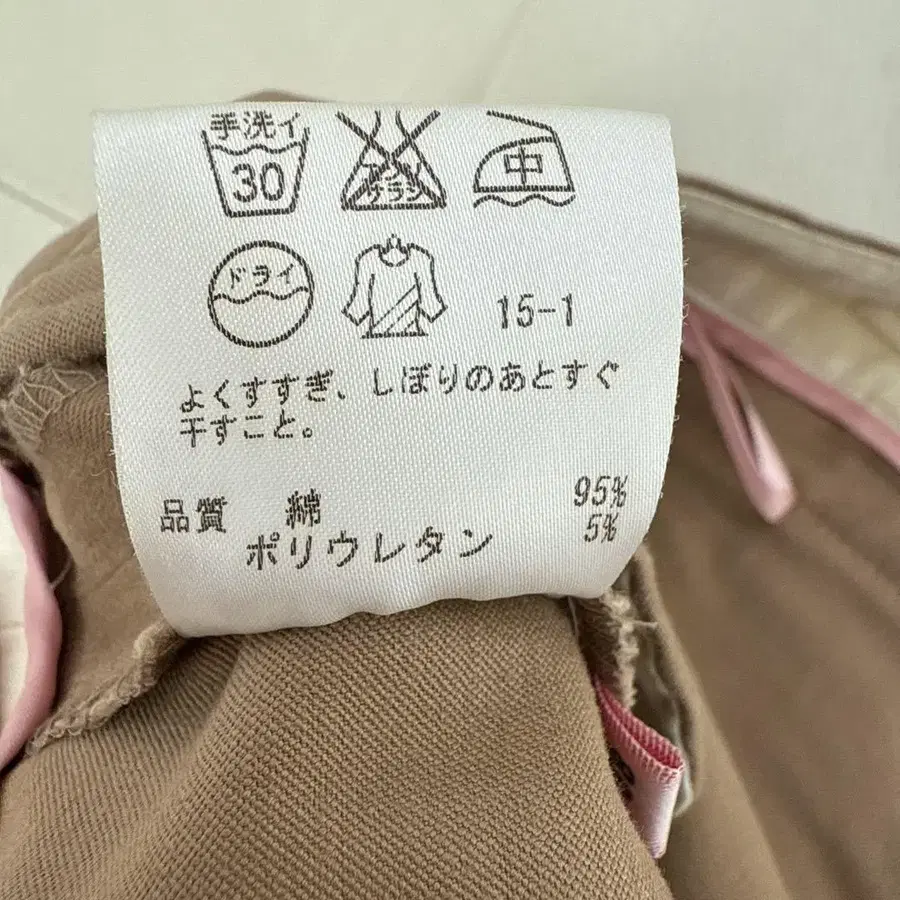 手洗イ
30
エンソ
サラシ
中
ドライ
15-1
よくすすぎ、しぼりのあとすぐ
干すこと。
品質 綿 95%
ポリウレタン 5%